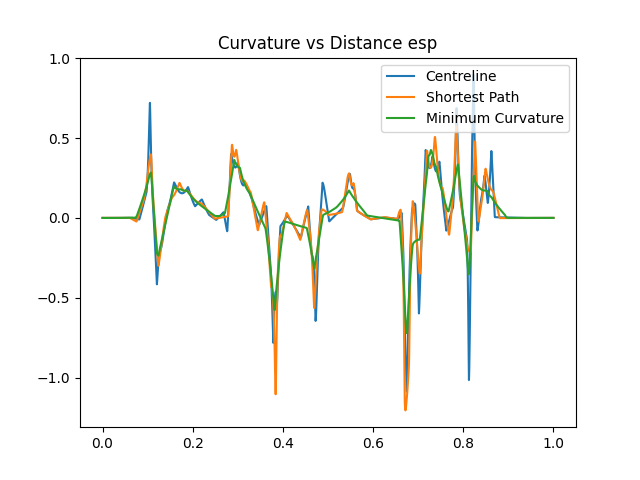 Curvature vs Distance esp
Centreline
Shortest Path
Minimum Curvature
1.0
0.5
0.0
−0.5
−1.0
0.0 0.2 0.4 0.6 0.8 1.0